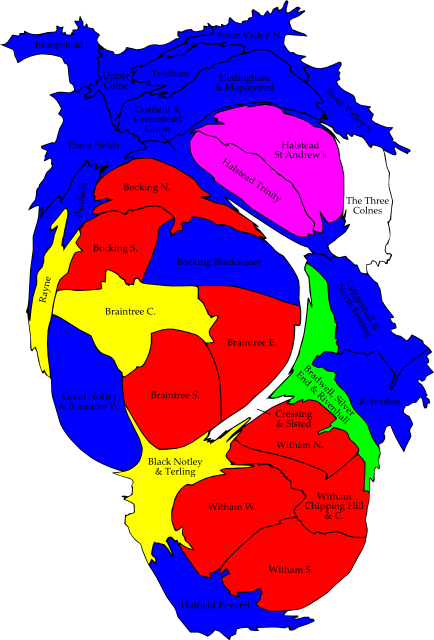 Bumpstead
Stour Valley N.
Upper
Colne
Yeldham
Hedingham
& Maplestead
Stour Valley S.
Gosfield &
Greenstead
Green
Three Fields
Halstead
St Andrew's
Halstead Trinity
The Three
Colnes
Panfield
Bocking N.
Bocking S.
Bocking Blackwater
Rayne
Braintree C.
Braintree E.
Coggeshall &
North Feering
Bradwell, Silver
End & Rivenhall
Kelvedon
Great Notley
& Braintree W.
Braintree S.
Cressing
& Sisted
Witham N.
Black Notley
& Terling
Witham W.
Witham
Chipping Hill
& C.
Witham S.
Hatfield Peverel